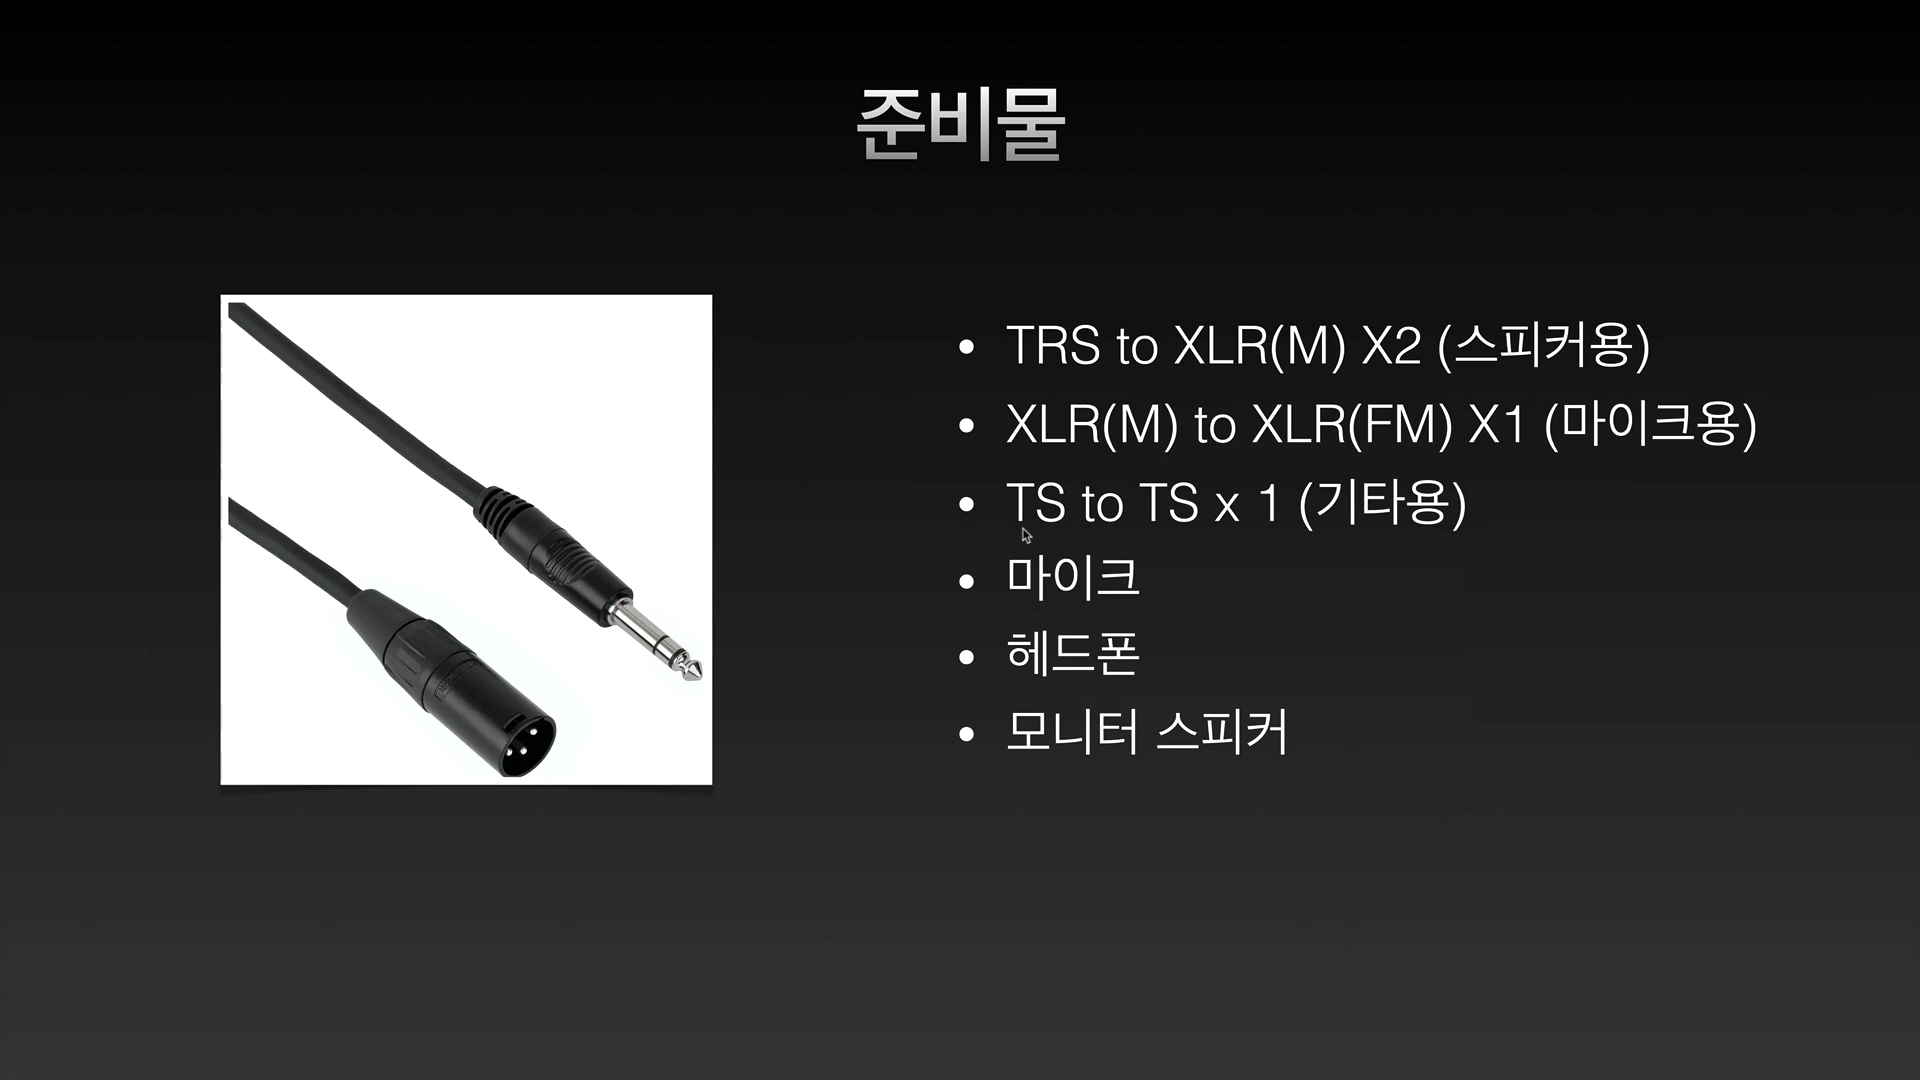 준비물
• TRS to XLR(M) X2 (스피커용)
• XLR(M) to XLR(FM) X1 (마이크용)
• TS to TS x 1 (기타용)
• 마이크
• 헤드폰
• 모니터 스피커